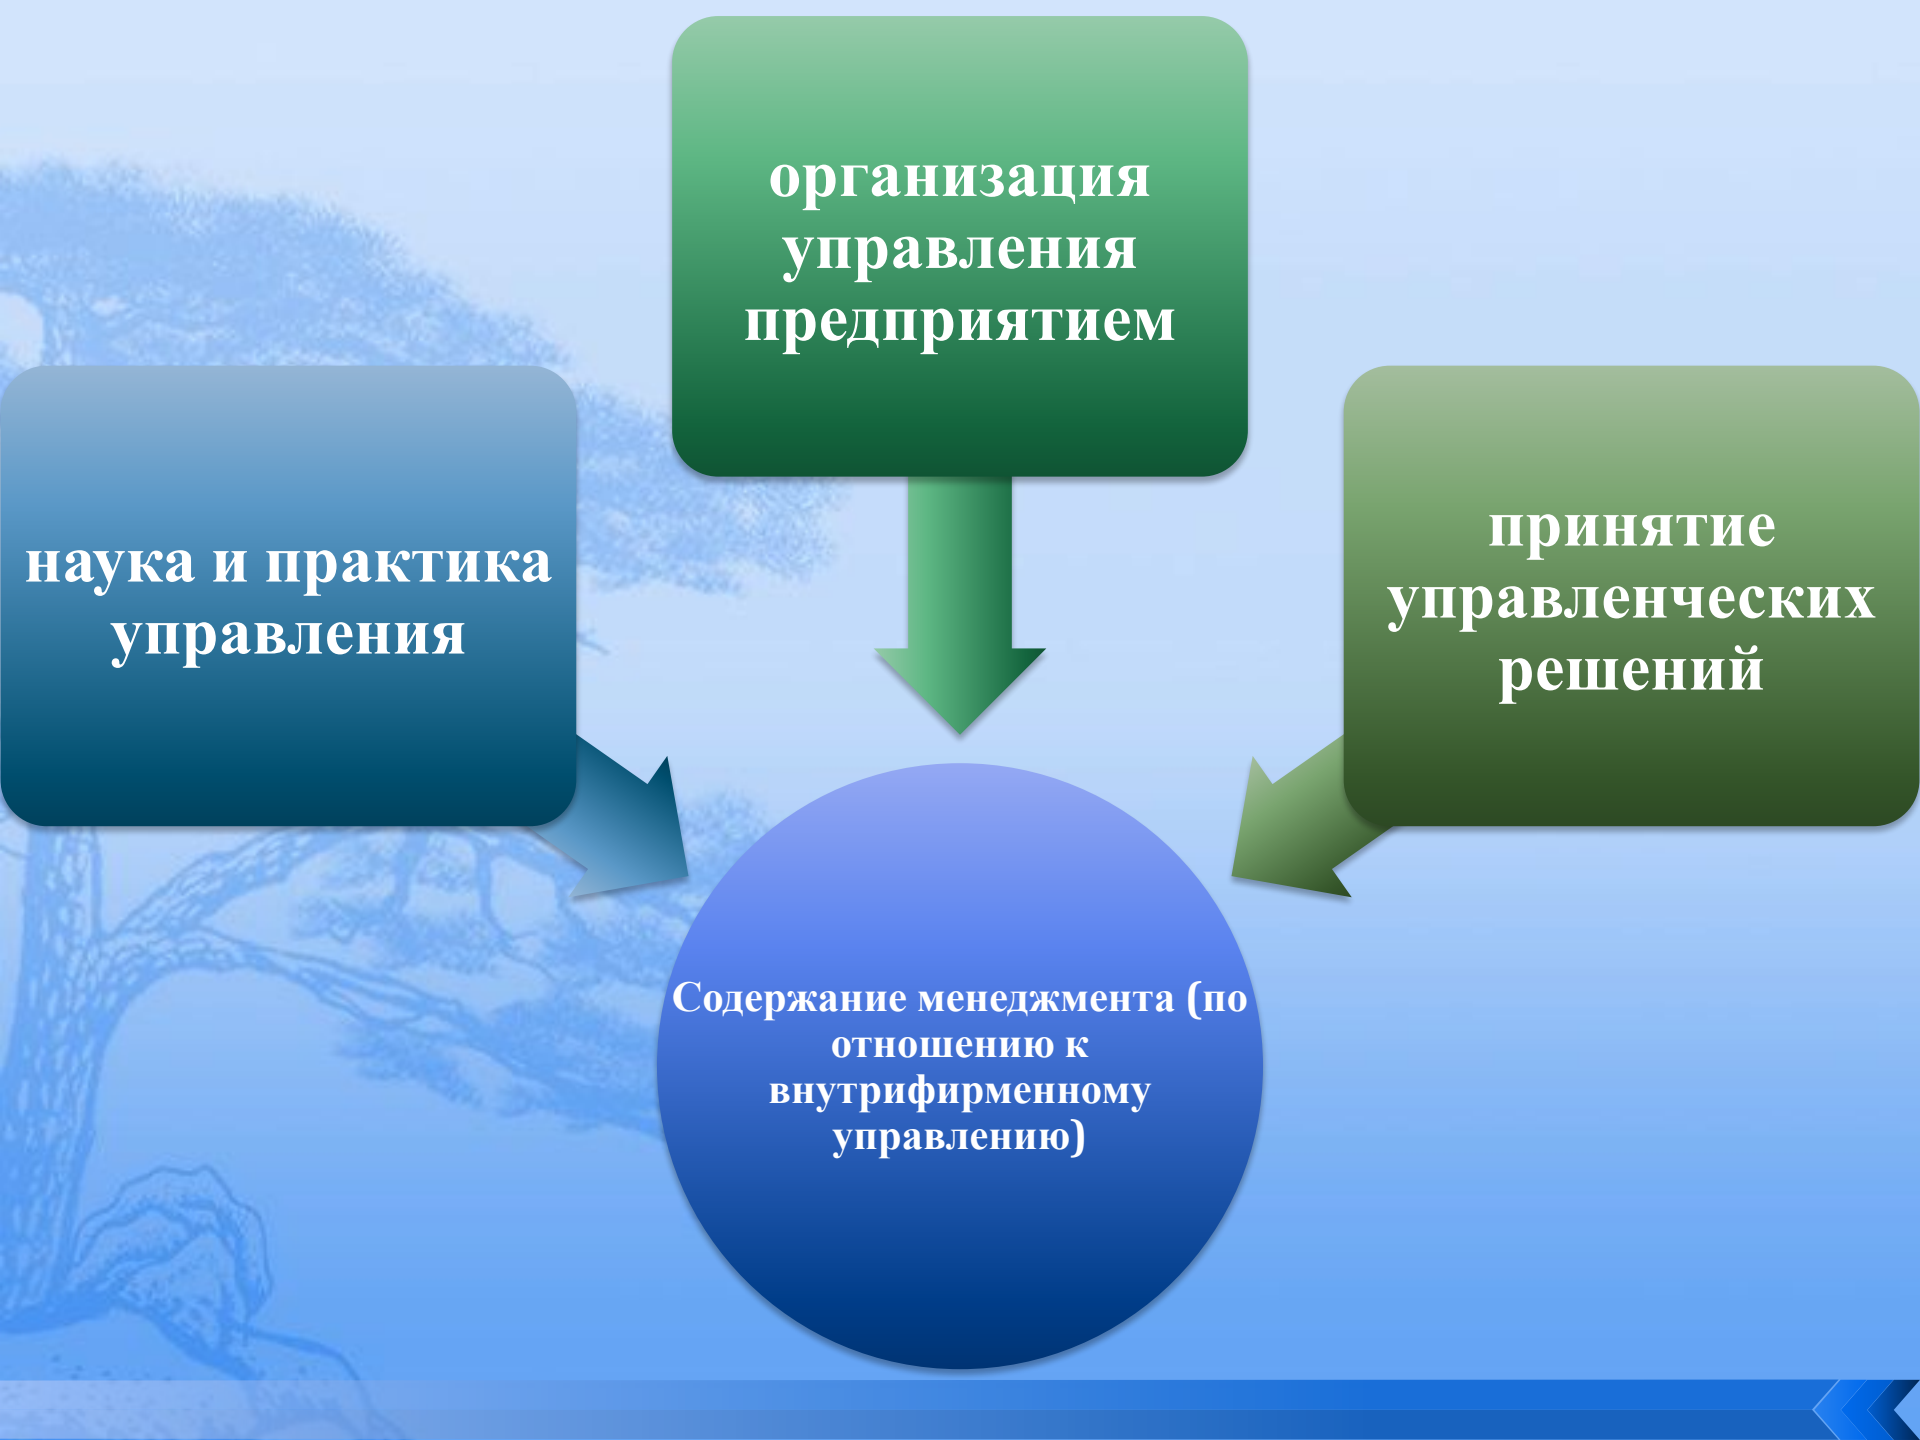 организация
управления
предприятием
наука и практика
управления
принятие
управленческих
решений
Содержание менеджмента (по
отношению к
внутрифирменному
управлению)